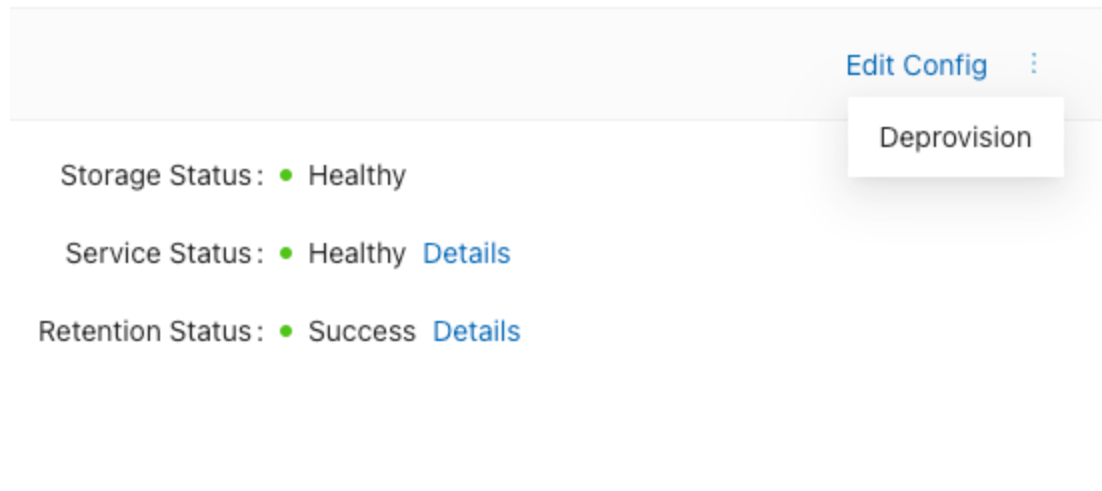 Edit Config
Deprovision
Storage Status: Healthy
Service Status: Healthy Details
Retention Status: Success Details